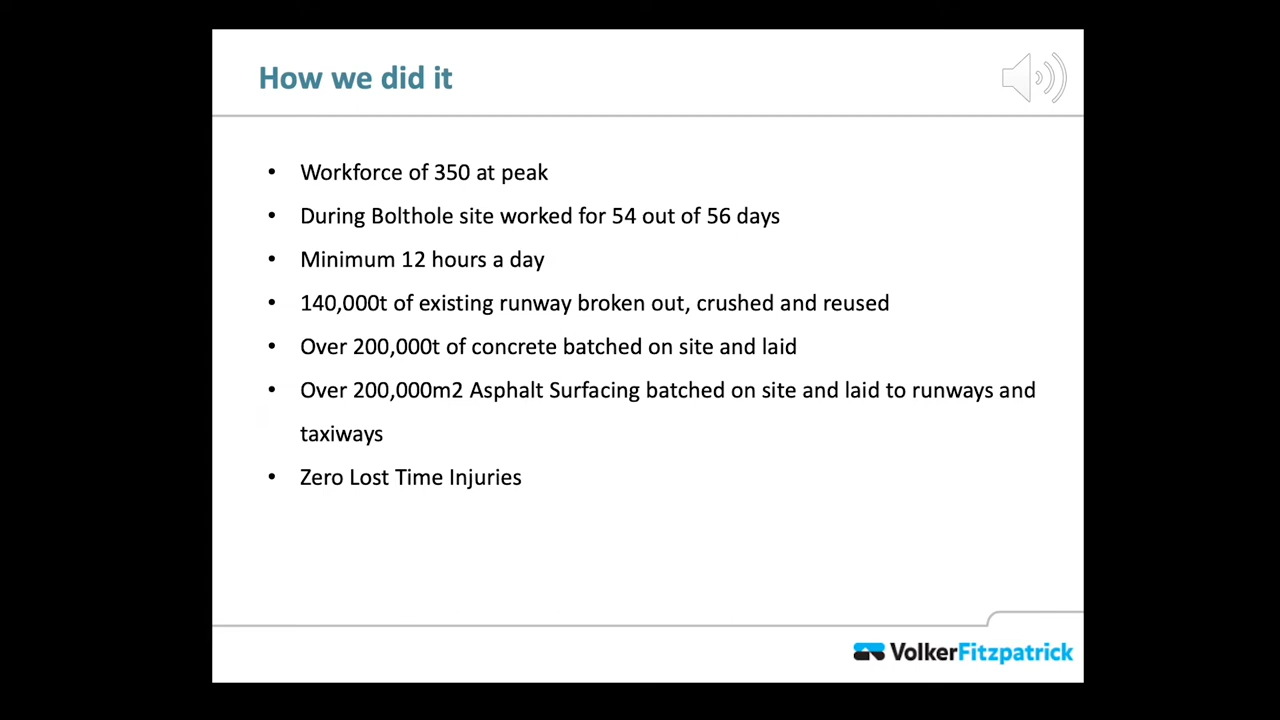 How we did it
• Workforce of 350 at peak
• During Bolthole site worked for 54 out of 56 days
• Minimum 12 hours a day
• 140,000t of existing runway broken out, crushed and reused
• Over 200,000t of concrete batched on site and laid
• Over 200,000m2 Asphalt Surfacing batched on site and laid to runways and
taxiways
• Zero Lost Time Injuries
VolkerFitzpatrick